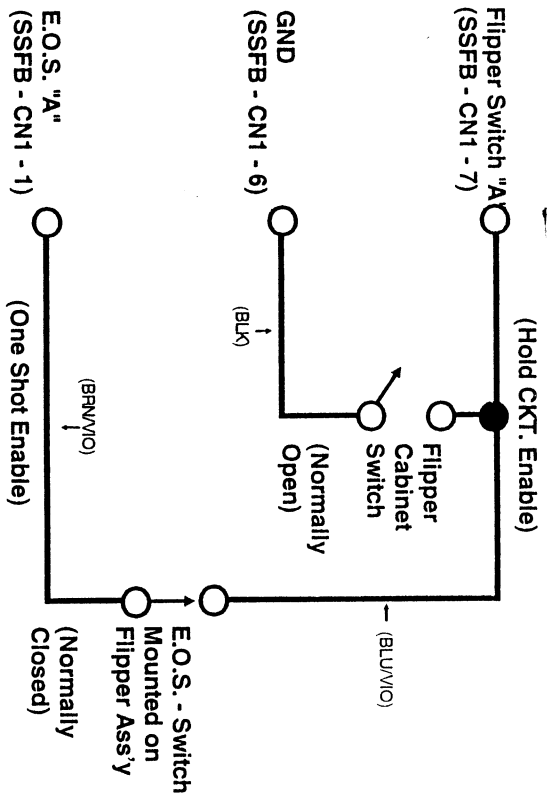 E.O.S. "A"
(SSFB - CN1 - 1)
GND
(SSFB - CN1 - 6)
Flipper Switch "A"
(SSFB - CN1 - 7)
(Hold CKT. Enable)
(BLK)
Flipper
Cabinet
Switch
(Normally
Open)
(BLU/VIO)
(BRN/VIO)
(One Shot Enable)
E.O.S. - Switch
Mounted on
Flipper Ass'y
(Normally
Closed)